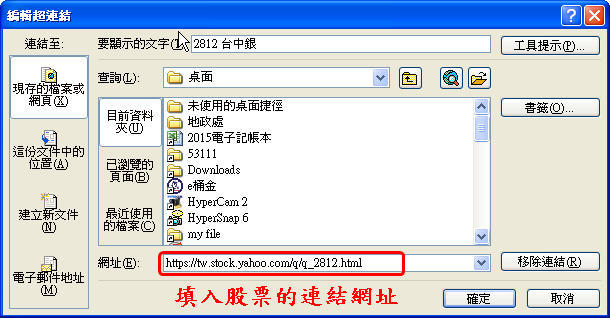 編輯超連結
連結至:
要顯示的文字(T):
2812 台中銀
工具提示(P)...
現存的檔案或
網頁(X)
查詢(L):
桌面
書籤(O)...
目前資料
夾(U)
已瀏覽的
頁面(B)
最近使用
的檔案(C)
未使用的桌面捷徑
地政處
2015電子記帳本
53111
Downloads
e桶金
HyperCam 2
HyperSnap 6
my file
這份文件中的
位置(A)
建立新文件
(N)
電子郵件地址
(M)
網址(E):
https://tw.stock.yahoo.com/q/q_2812.html
移除連結(R)
填入股票的連結網址
確定
取消